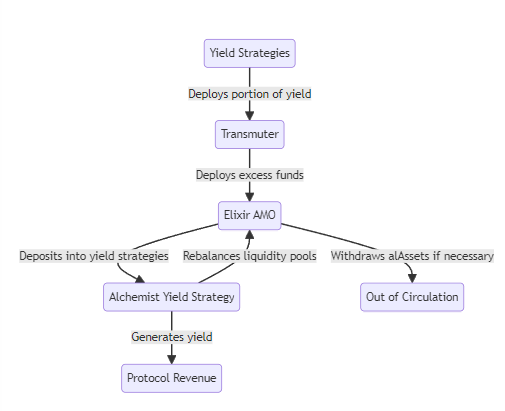 Yield Strategies
Deploys portion of yield
Transmuter
Deploys excess funds
Elixir AMO
Deposits into yield strategies
Rebalances liquidity pools
Withdraws alAssets if necessary
Alchemist Yield Strategy
Out of Circulation
Generates yield
Protocol Revenue